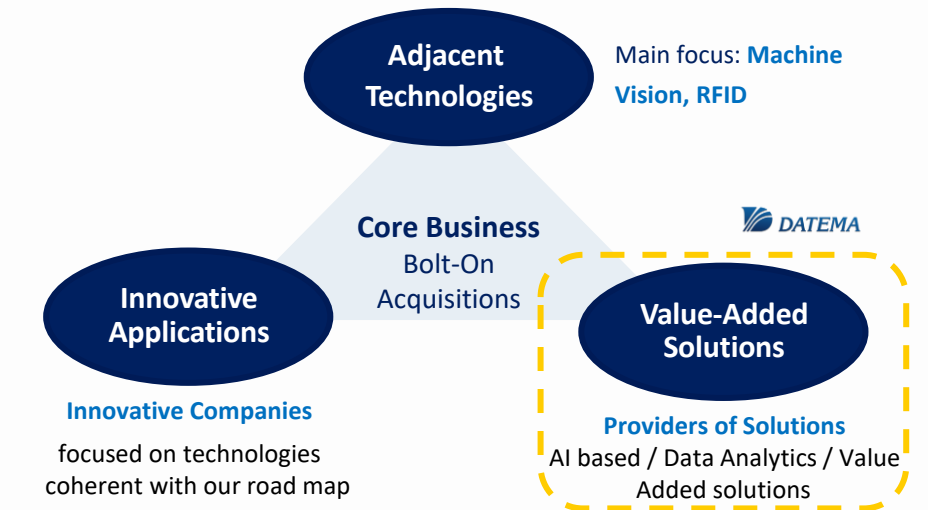 Adjacent
Technologies
Main focus: Machine
Vision, RFID
Core Business
Bolt-On
Acquisitions
DATEMA
Innovative
Applications
Value-Added
Solutions
Innovative Companies
focused on technologies
coherent with our road map
Providers of Solutions
AI based / Data Analytics / Value
Added solutions